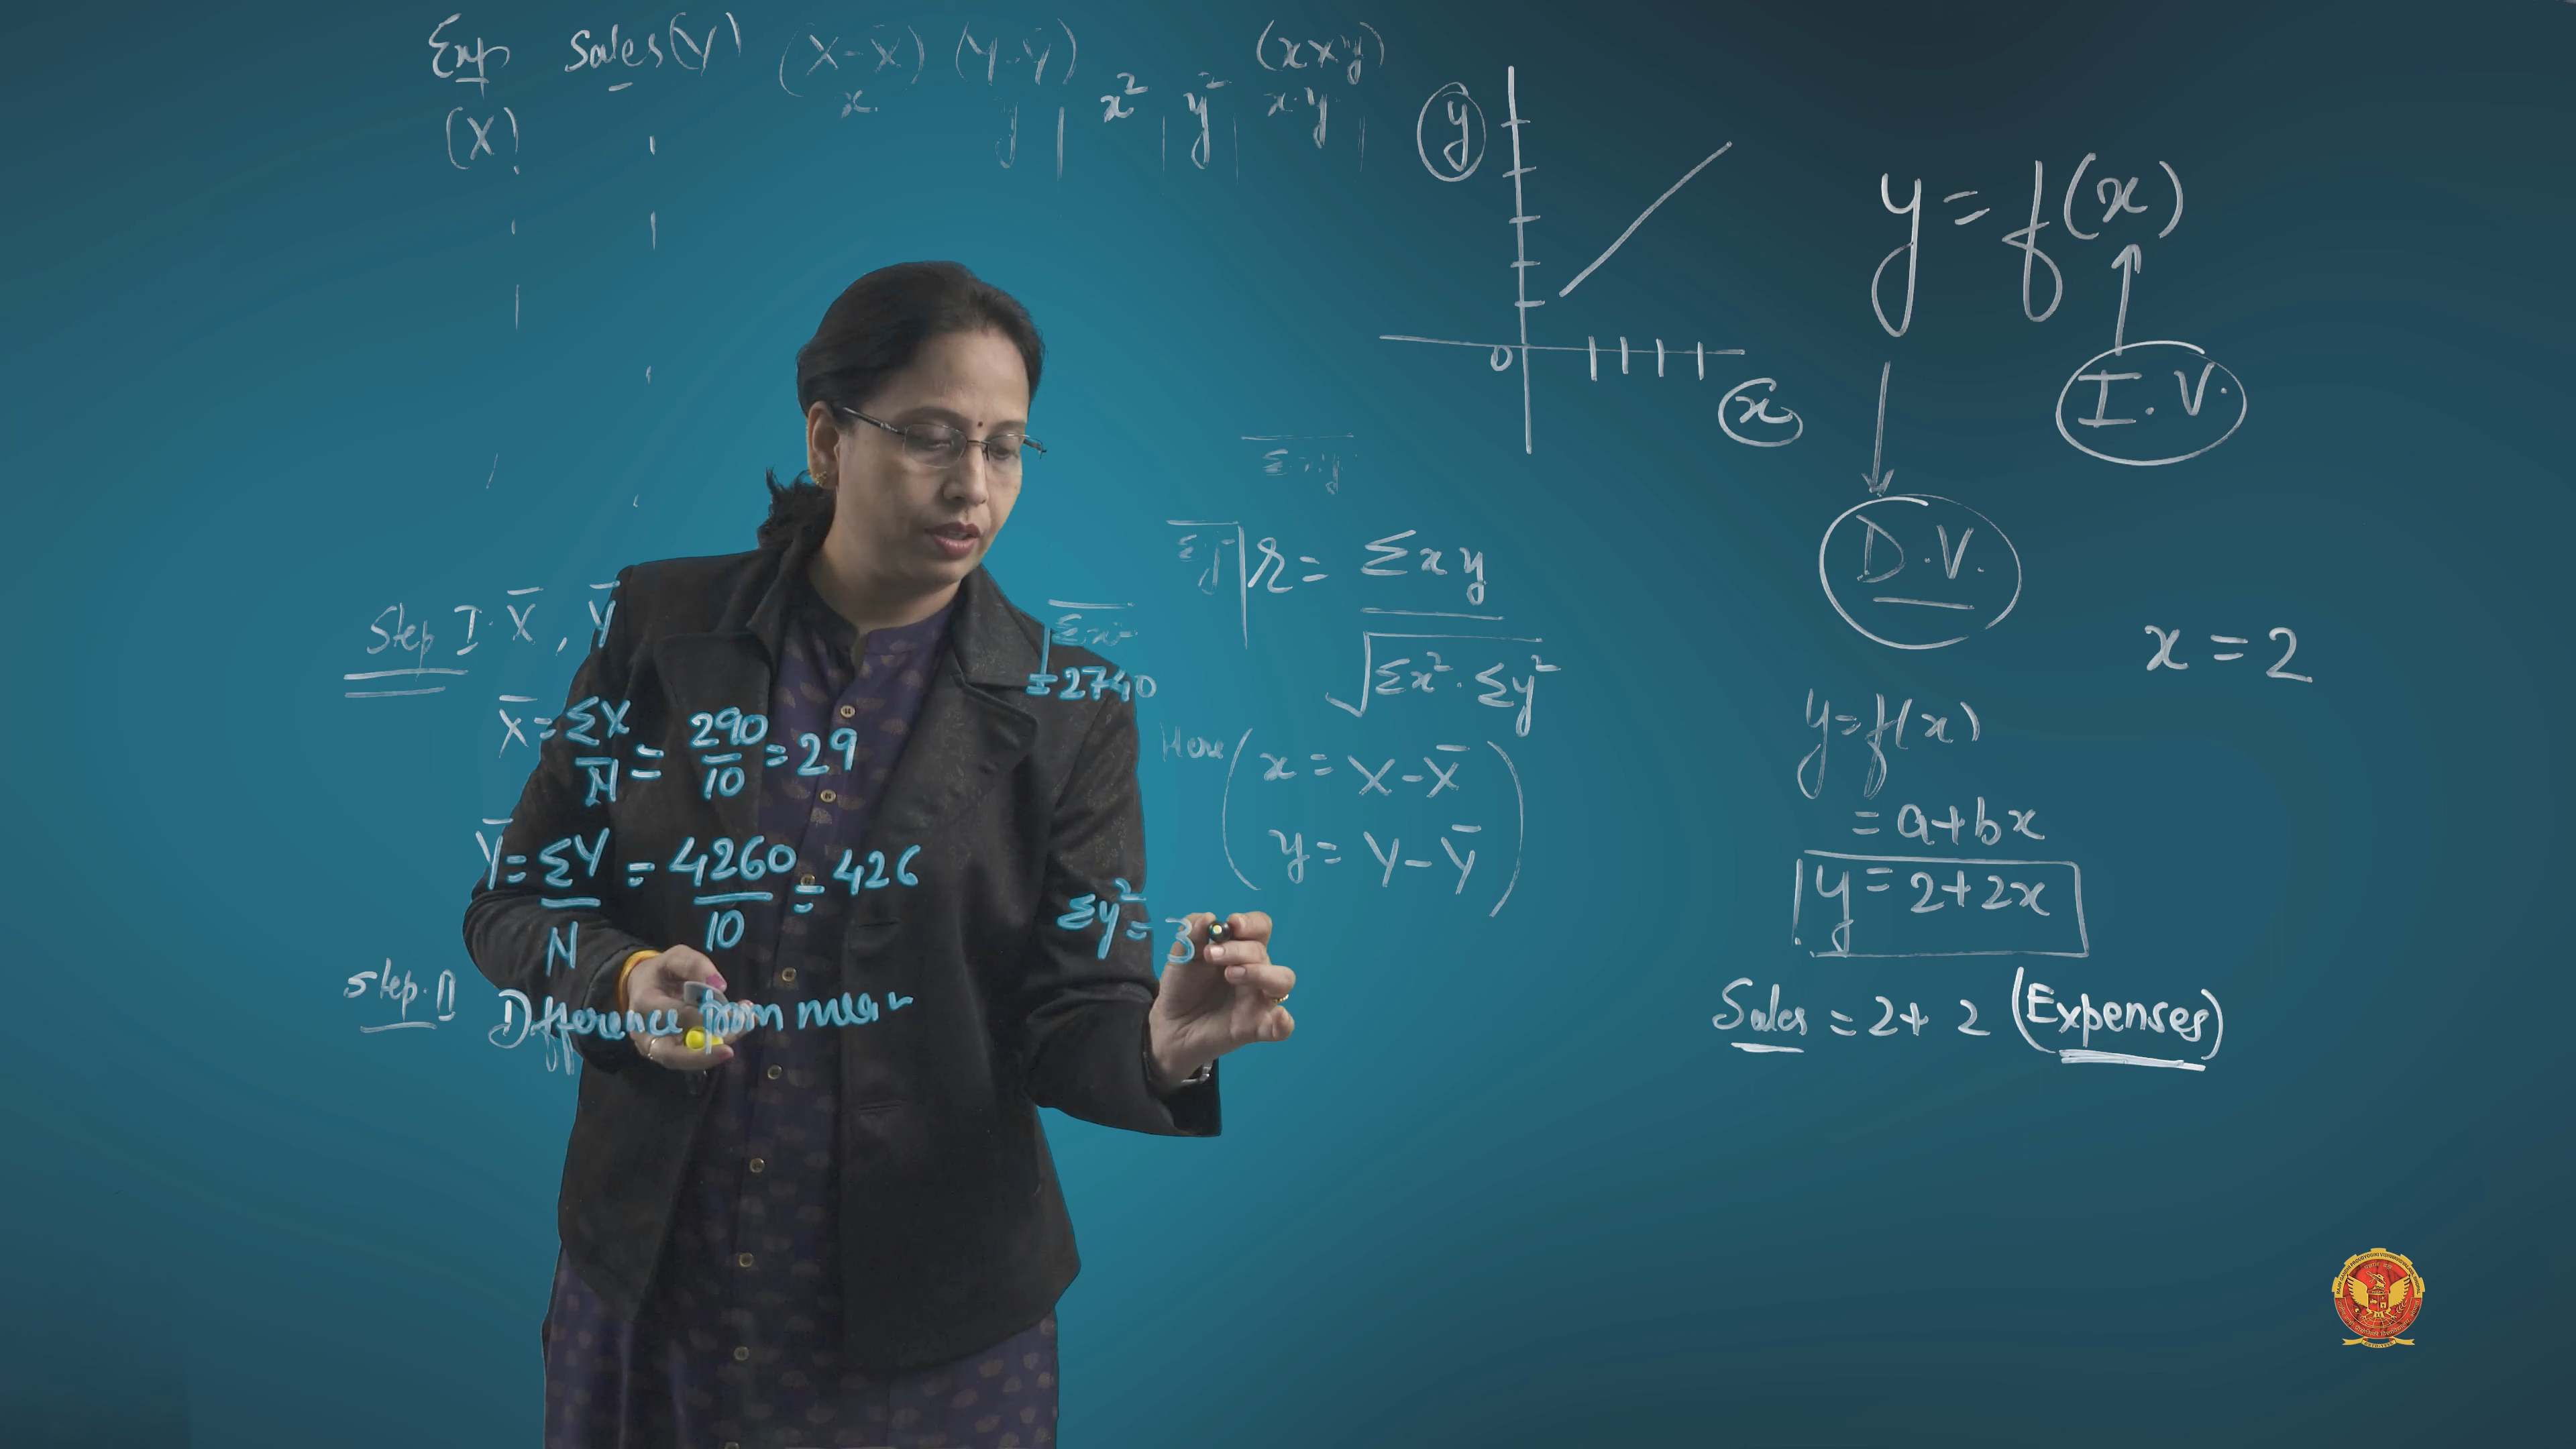 Exp Sales(Y) (X-X̄) (Y-Ȳ) (x×y)
(X) x y x² y² x.y
y
0
x
y = f(x)
I.V.
D.V.
x = 2
Σxy
r = Σxy / √Σx².Σy²
Here (x = X-X̄
y = Y-Ȳ)
Step I. X̄, Ȳ
X̄ = ΣX/N = 290/10 = 29
Ȳ = ΣY/N = 4260/10 = 426
Step.II Difference from mean
Σx²
=2740
Σy² = 3
y=f(x)
= a+bx
y = 2+2x
Sales = 2+ 2 (Expenses)